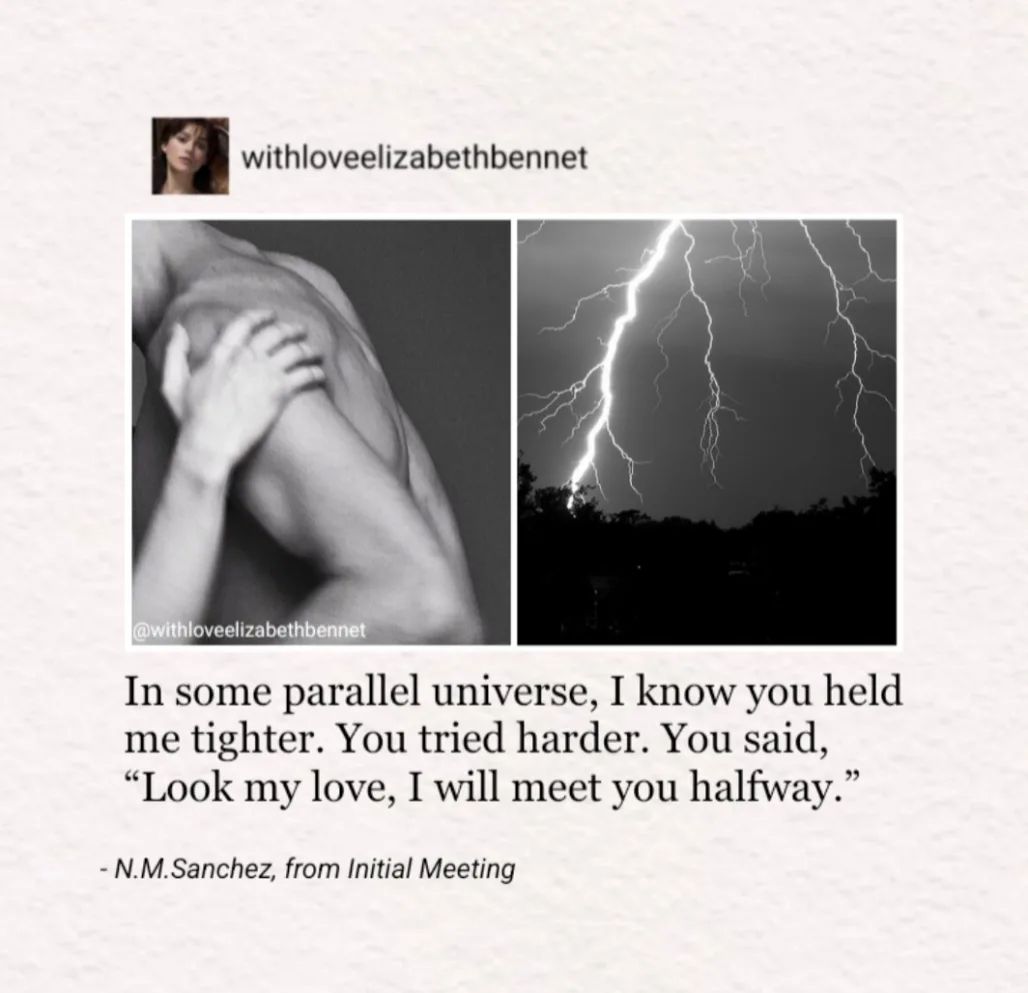 withloveelizabethbennet
@withloveelizabethbennet
In some parallel universe, I know you held
me tighter. You tried harder. You said,
“Look my love, I will meet you halfway.”
- N.M.Sanchez, from Initial Meeting